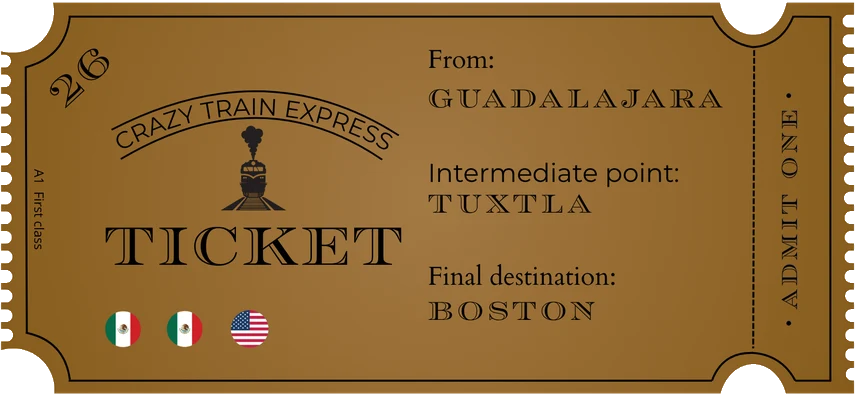 26
CRAZY TRAIN EXPRESS
A1 First class
TICKET
From:
GUADALAJARA
Intermediate point:
TUXTLA
Final destination:
BOSTON
• ADMIT ONE •